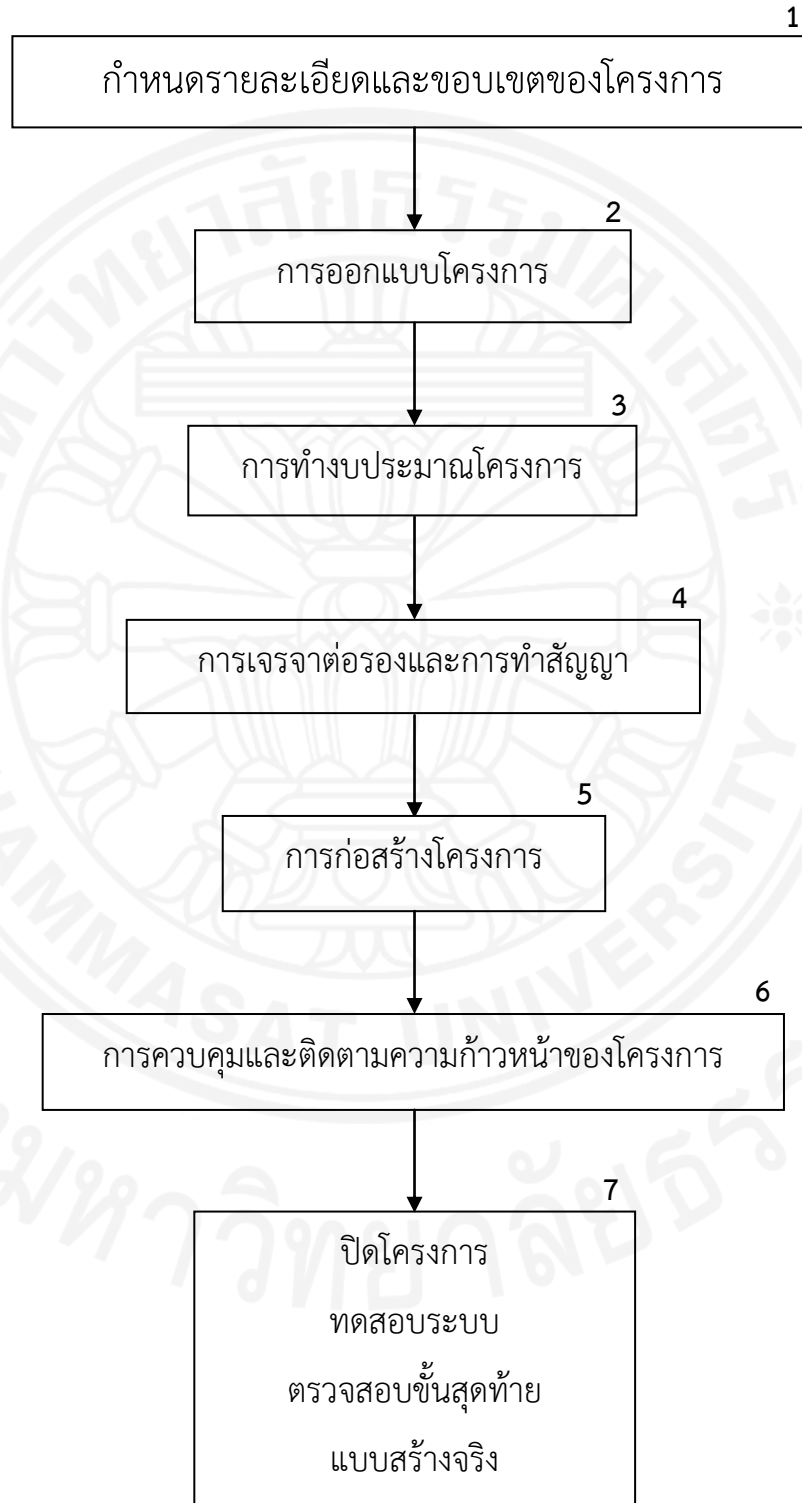 1
กำหนดรายละเอียดและขอบเขตของโครงการ
2
การออกแบบโครงการ
3
การทำงบประมาณโครงการ
4
การเจรจาต่อรองและการทำสัญญา
5
การก่อสร้างโครงการ
6
การควบคุมและติดตามความก้าวหน้าของโครงการ
7
ปิดโครงการ
ทดสอบระบบ
ตรวจสอบขั้นสุดท้าย
แบบสร้างจริง